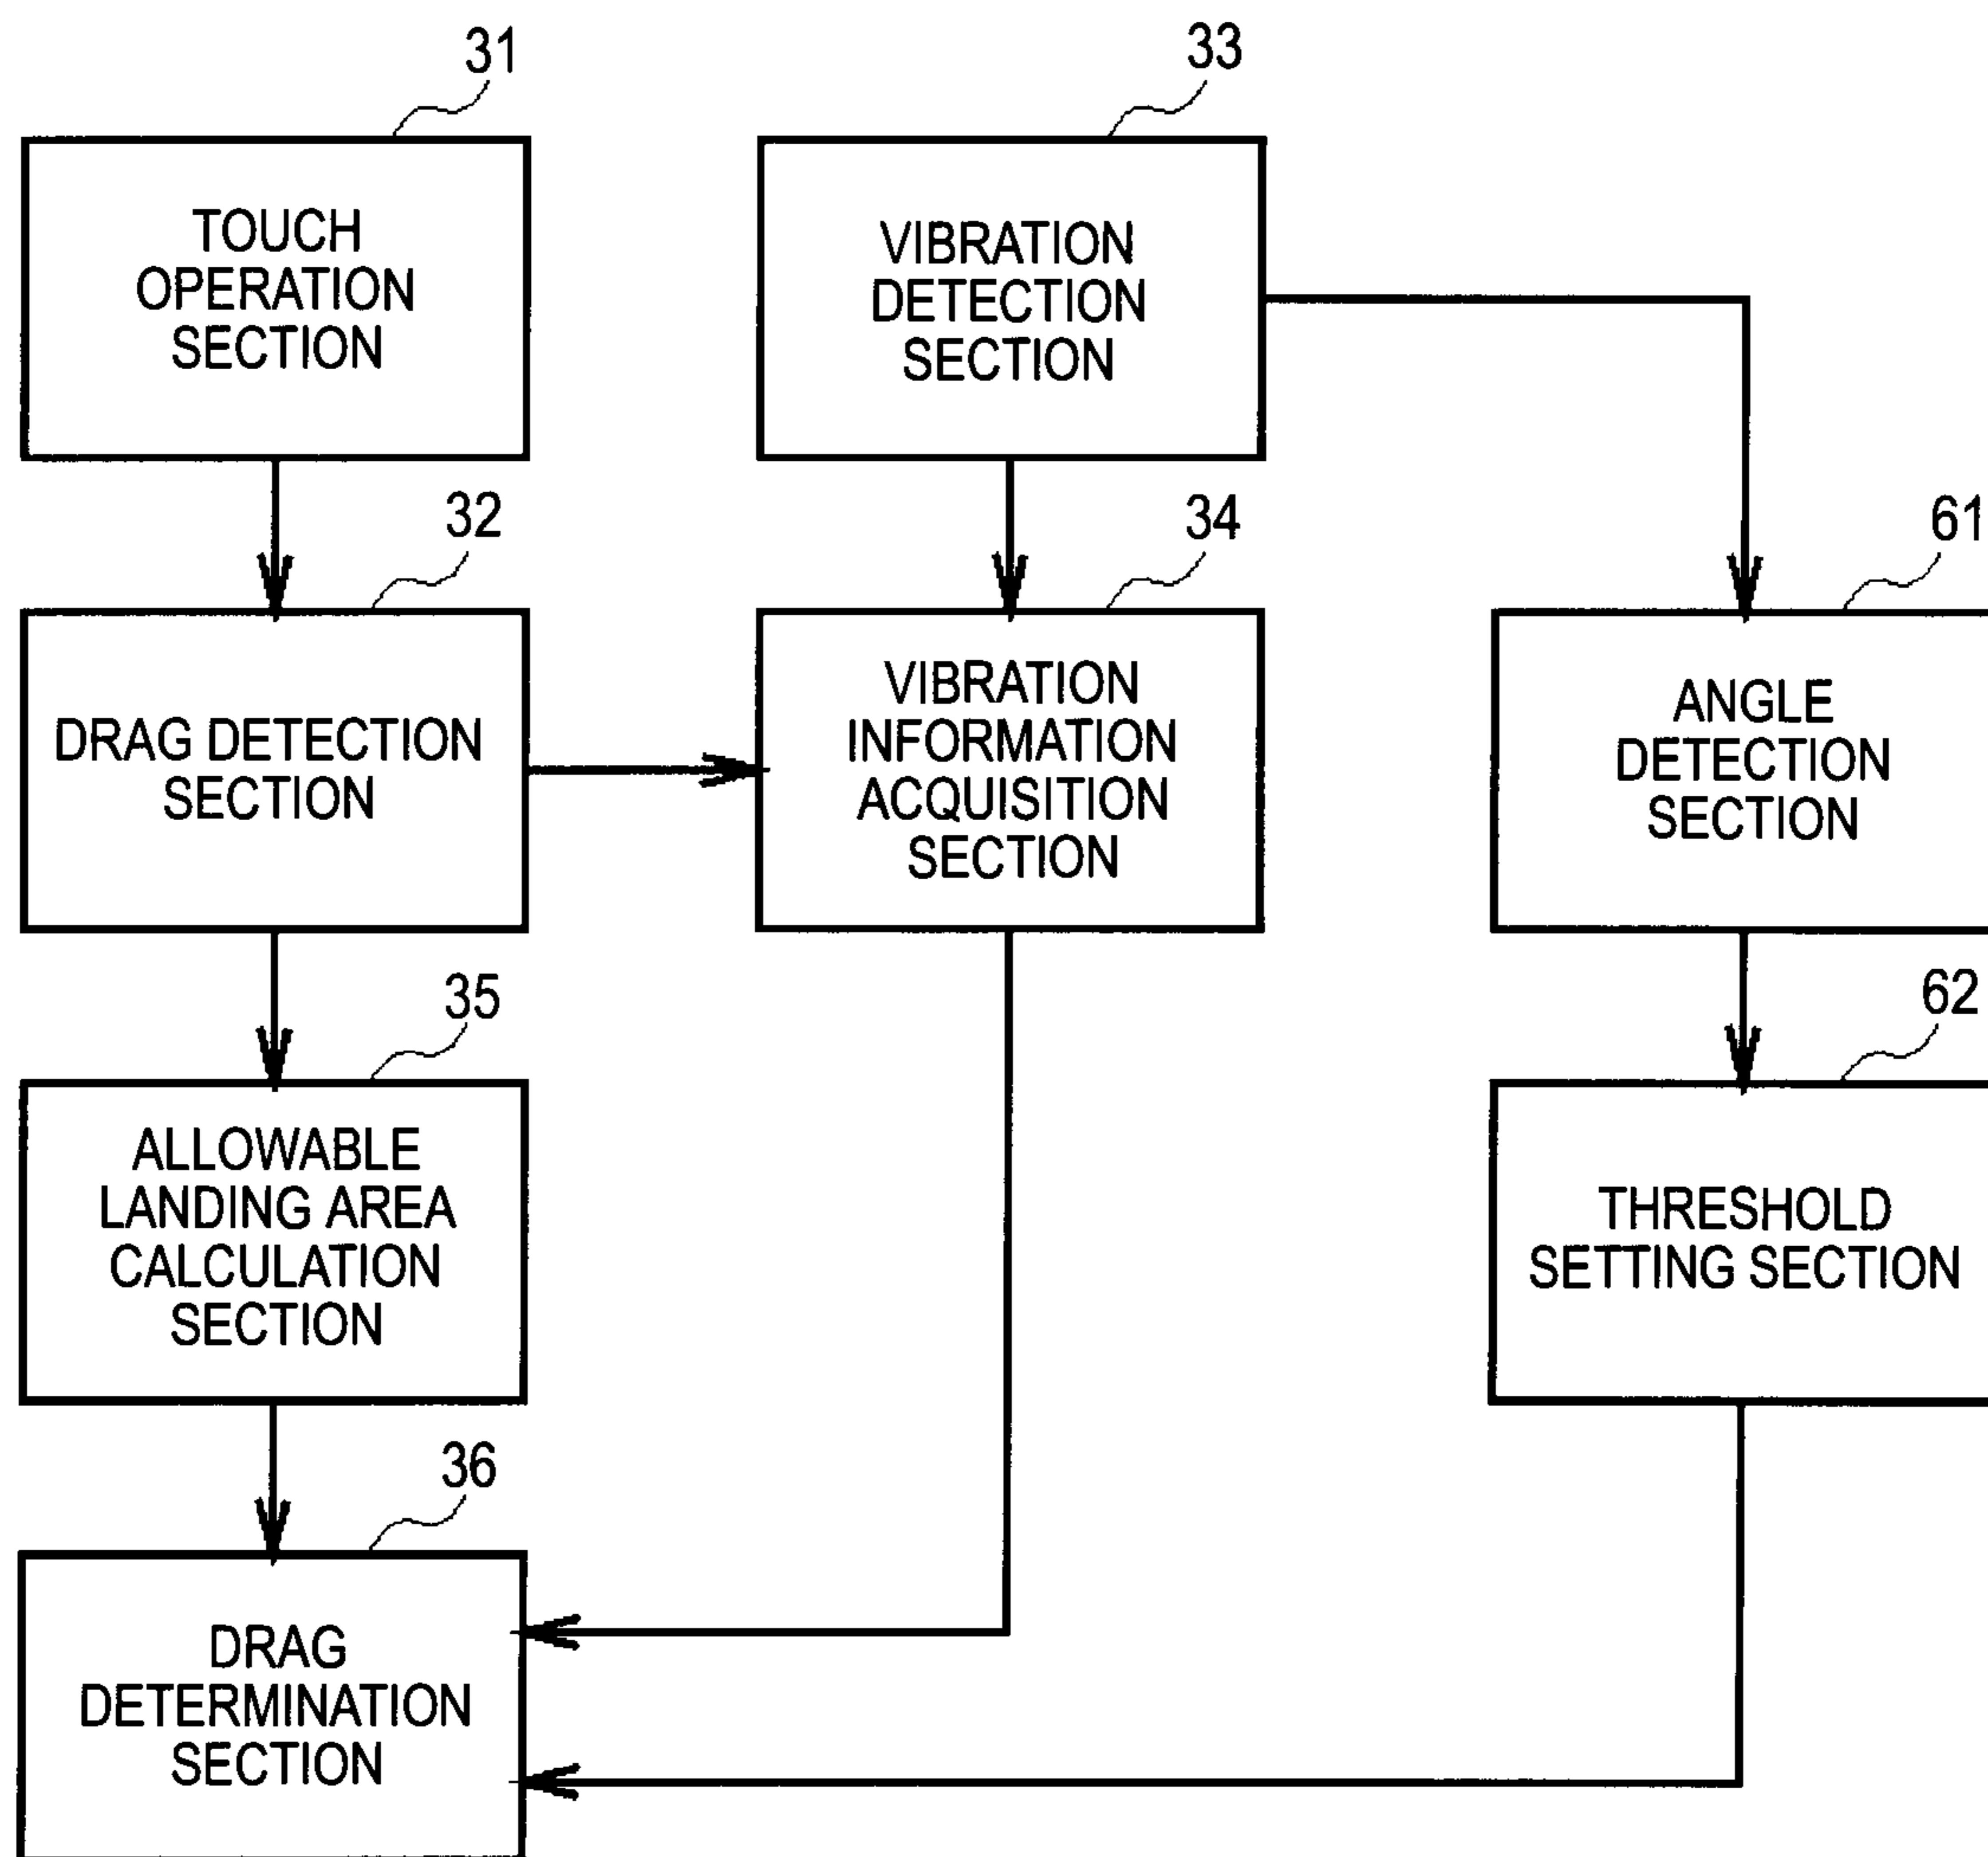 31
TOUCH
OPERATION
SECTION
33
VIBRATION
DETECTION
SECTION
32
DRAG DETECTION
SECTION
34
VIBRATION
INFORMATION
ACQUISITION
SECTION
61
ANGLE
DETECTION
SECTION
35
ALLOWABLE
LANDING AREA
CALCULATION
SECTION
62
THRESHOLD
SETTING SECTION
36
DRAG
DETERMINATION
SECTION